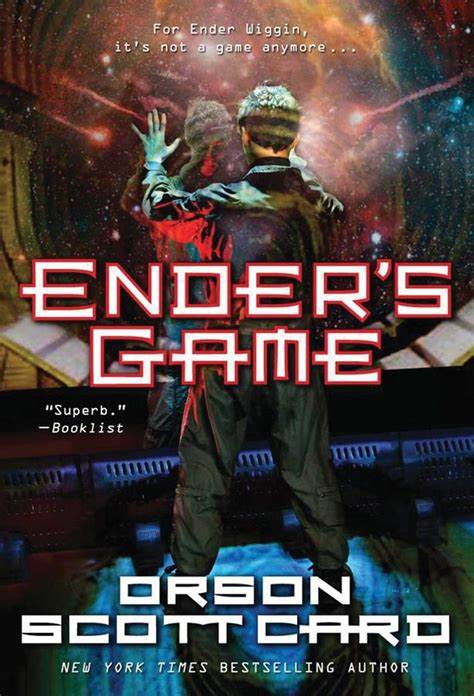 For Ender Wiggin,
it's not a game anymore...
ENDER'S
GAME
"Superb."
—Booklist
ORSON
SCOTT CARD
NEW YORK TIMES BESTSELLING AUTHOR